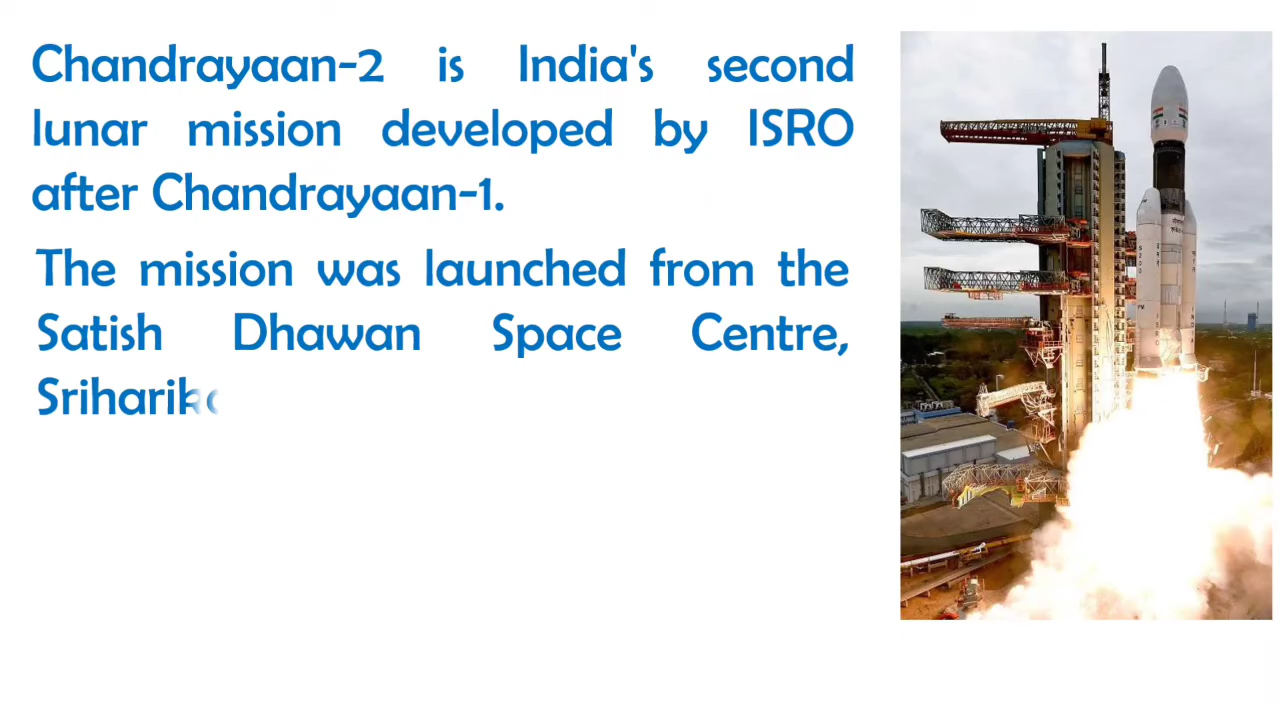 Chandrayaan-2 is India's second
lunar mission developed by ISRO
after Chandrayaan-1.
The mission was launched from the
Satish Dhawan Space Centre,